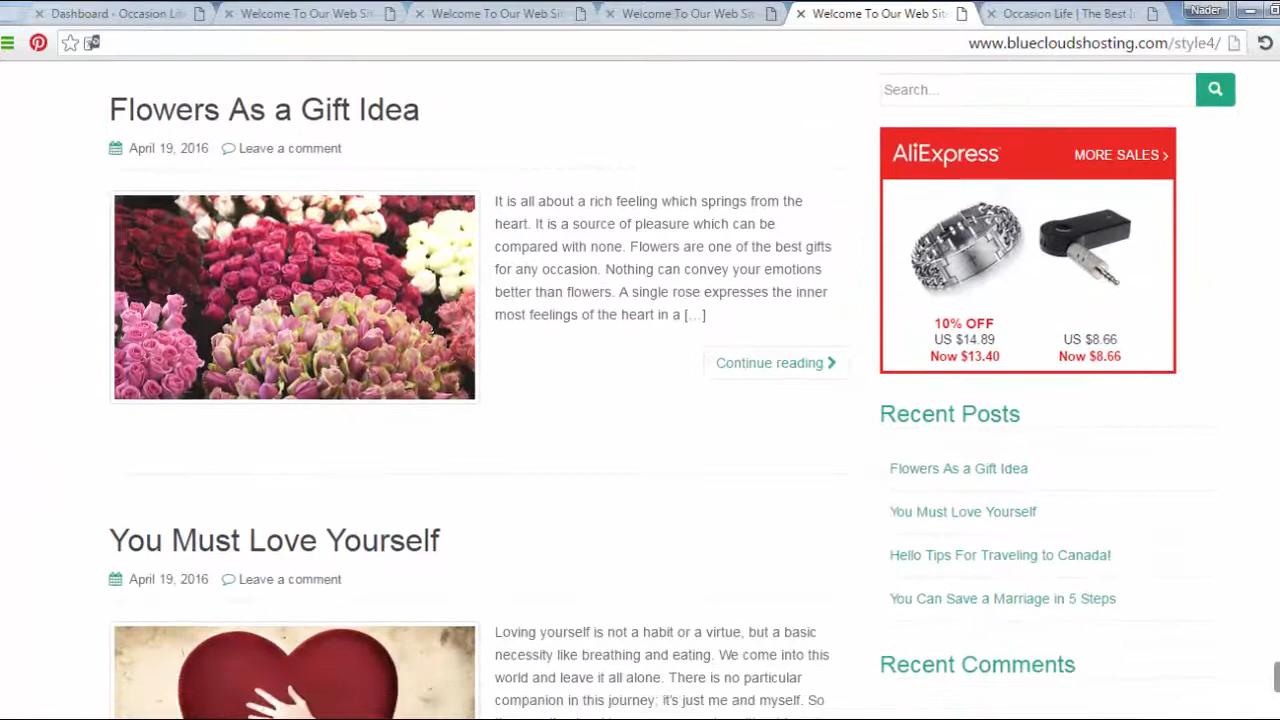 Dashboard - Occasion Li
Welcome To Our Web Sit
Welcome To Our Web Sit
Welcome To Our Web Sit
Welcome To Our Web Sit
Occasion Life | The Best I
Nader
www.bluecloudshosting.com/style4/
Flowers As a Gift Idea
April 19, 2016 Leave a comment
It is all about a rich feeling which springs from the
heart. It is a source of pleasure which can be
compared with none. Flowers are one of the best gifts
for any occasion. Nothing can convey your emotions
better than flowers. A single rose expresses the inner
most feelings of the heart in a […]
Continue reading
You Must Love Yourself
April 19, 2016 Leave a comment
Loving yourself is not a habit or a virtue, but a basic
necessity like breathing and eating. We come into this
world and leave it all alone. There is no particular
companion in this journey; it's just me and myself. So
Search...
AliExpress
MORE SALES >
10% OFF
US $14.89
Now $13.40
US $8.66
Now $8.66
Recent Posts
Flowers As a Gift Idea
You Must Love Yourself
Hello Tips For Traveling to Canada!
You Can Save a Marriage in 5 Steps
Recent Comments